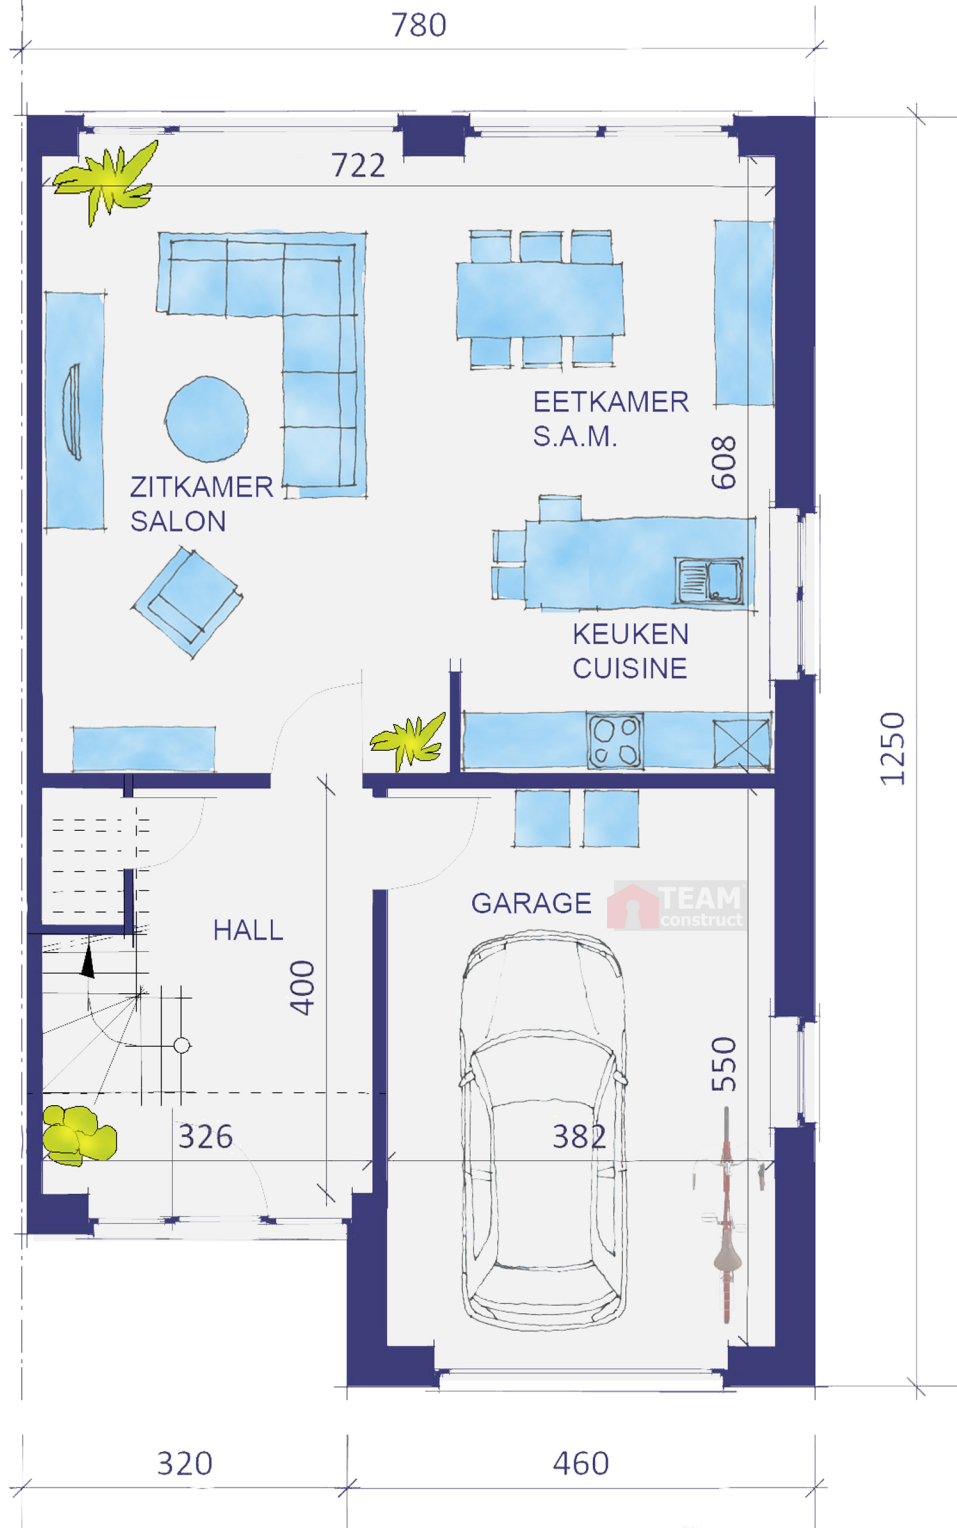 780
722
EETKAMER
S.A.M.
608
ZITKAMER
SALON
KEUKEN
CUISINE
1250
GARAGE
TEAM
construct
HALL
400
550
326
382
320
460